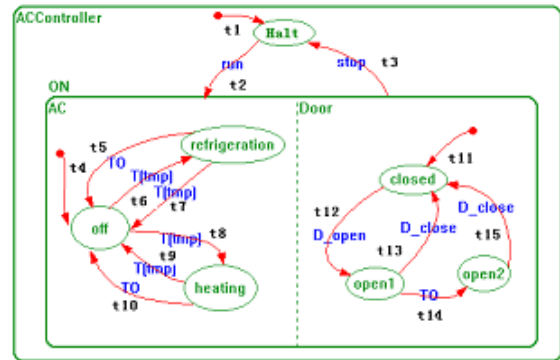 ACController
t1
Halt
run
stop
t3
t2
ON
AC
Door
t5
refrigeration
t4
TO
T[tmp]
t6
T[tmp]
t7
t11
closed
off
t8
T[tmp]
t9
T[tmp]
t10
TO
heating
t12
D_open
D_close
t13
D_close
t15
open1
open2
TO
t14